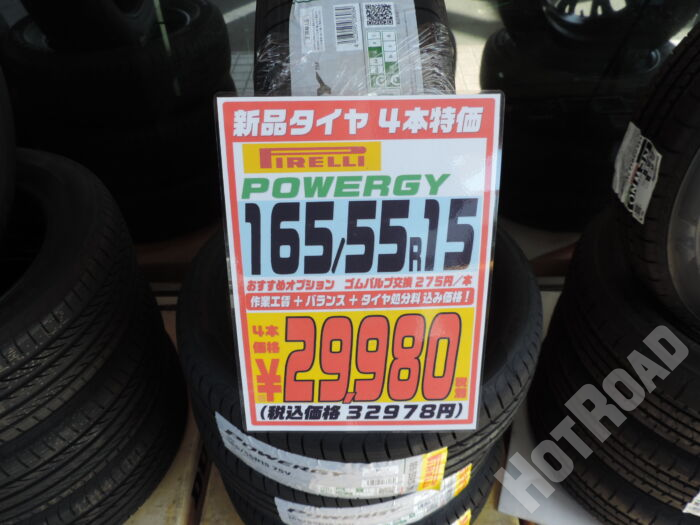 新品タイヤ 4本特価
PIRELLI
POWERGY
165/55R15
おすすめオプション ゴムバルブ交換 275円/本
作業工賃+バランス+タイヤ処分料 込み価格!
4本
価格
¥29,980
(税込価格 32978円)
POWERGY
POWERGY
HOTROAD